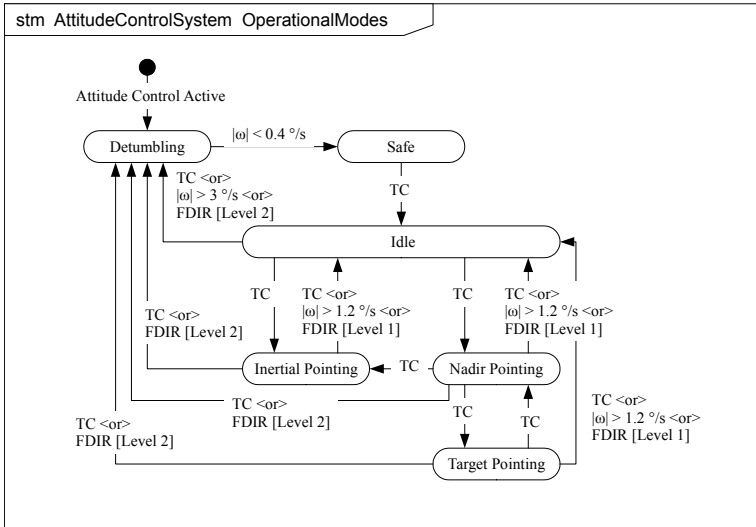 stm AttitudeControlSystem OperationalModes
Attitude Control Active
Detumbling
|ω| < 0.4 °/s
Safe
TC <or>
|ω| > 3 °/s <or>
FDIR [Level 2]
TC
Idle
TC
TC <or>
|ω| > 1.2 °/s <or>
FDIR [Level 1]
TC
TC <or>
|ω| > 1.2 °/s <or>
FDIR [Level 1]
TC <or>
FDIR [Level 2]
Inertial Pointing
TC
Nadir Pointing
TC <or>
FDIR [Level 2]
TC <or>
FDIR [Level 2]
TC
TC
TC <or>
|ω| > 1.2 °/s <or>
FDIR [Level 1]
Target Pointing